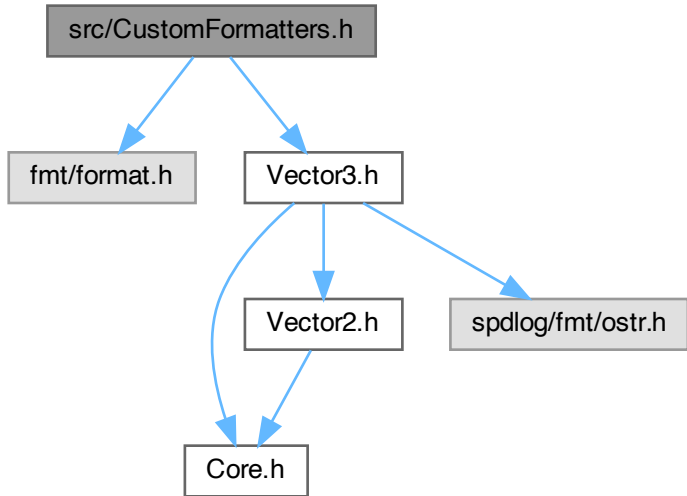 src/CustomFormatters.h
fmt/format.h
Vector3.h
Vector2.h
spdlog/fmt/ostr.h
Core.h